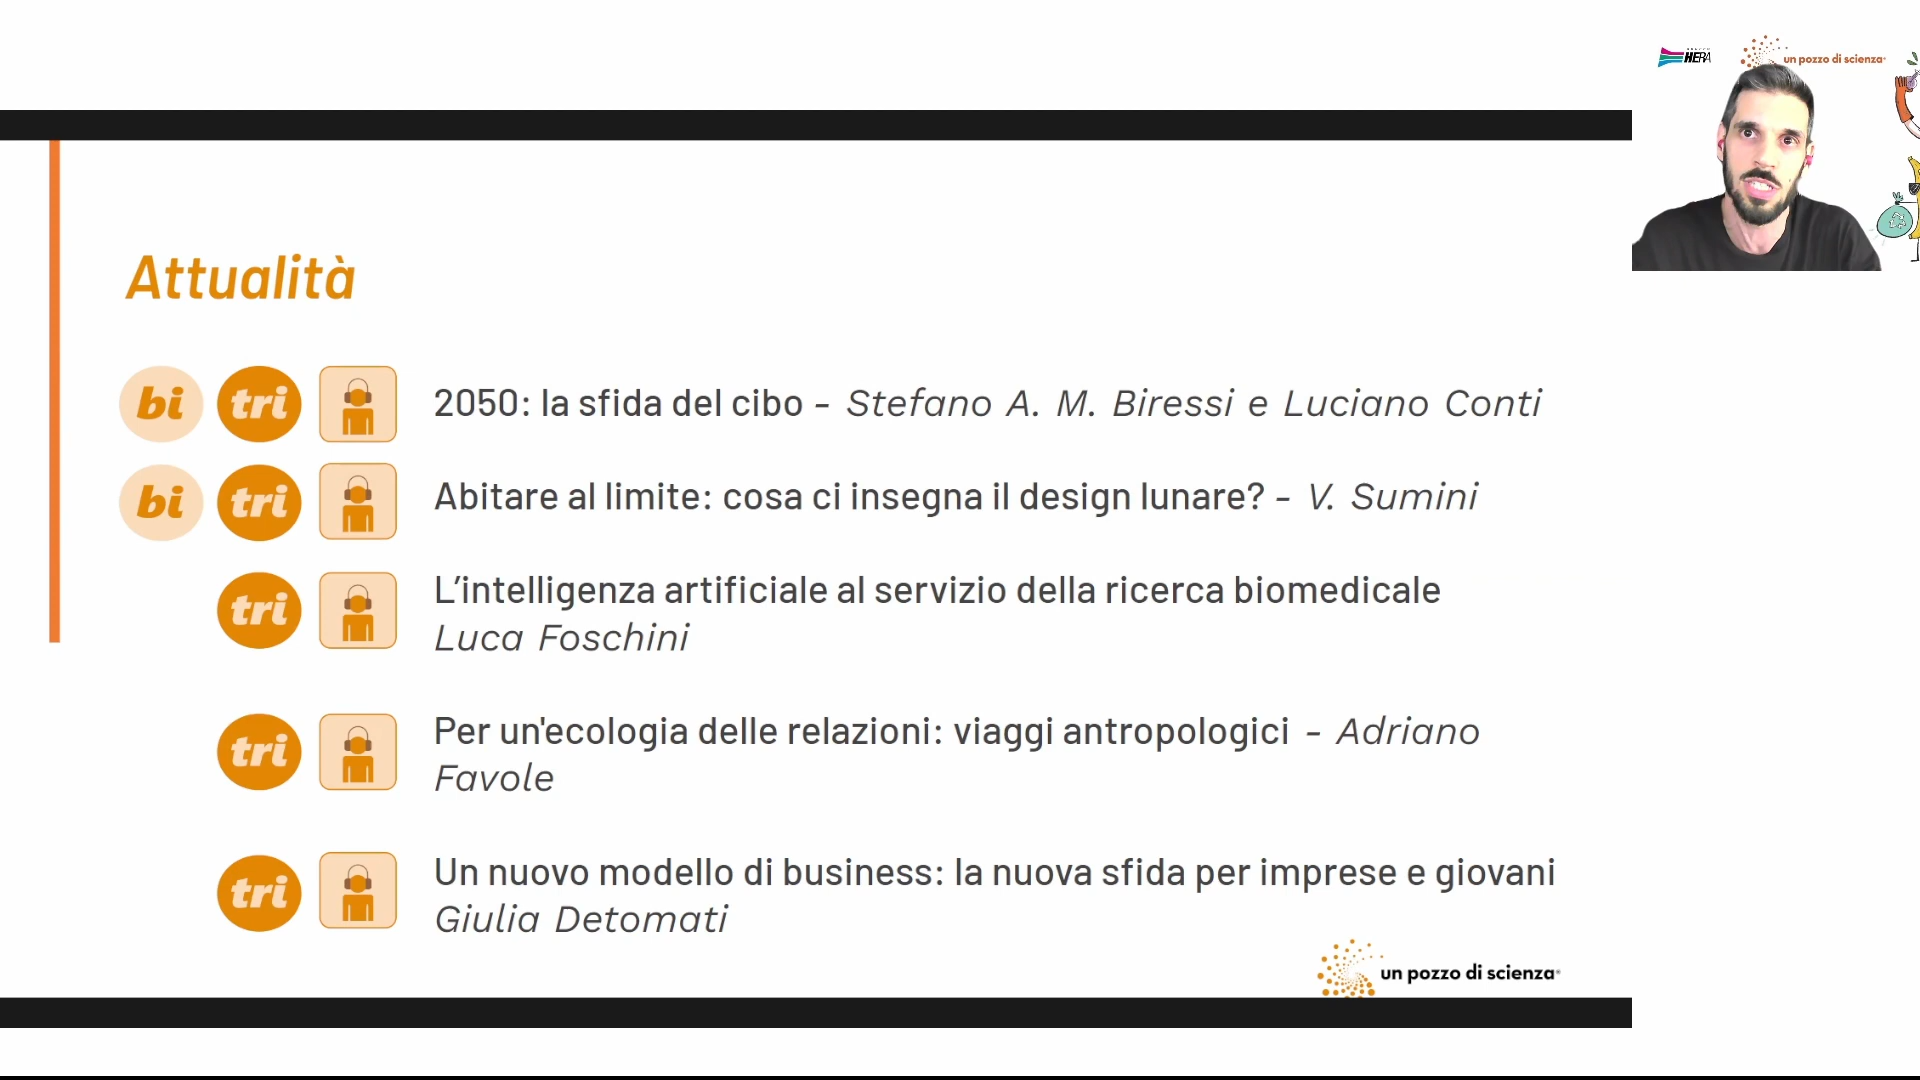 HERA
un pozzo di scienza
Attualità
bi tri 2050: la sfida del cibo - Stefano A. M. Biressi e Luciano Conti
bi tri Abitare al limite: cosa ci insegna il design lunare? - V. Sumini
tri L’intelligenza artificiale al servizio della ricerca biomedicale
Luca Foschini
tri Per un'ecologia delle relazioni: viaggi antropologici - Adriano
Favole
tri Un nuovo modello di business: la nuova sfida per imprese e giovani
Giulia Detomati
un pozzo di scienza